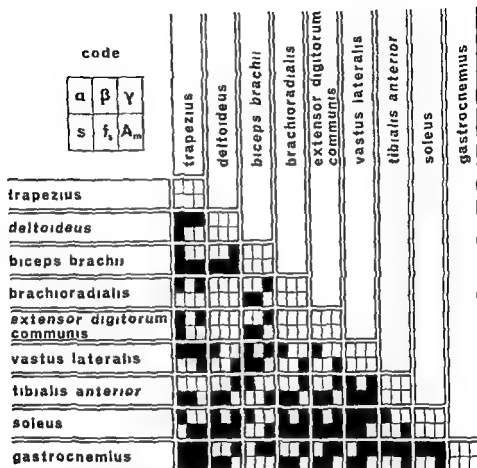 code
α β γ
s fs Am
trapezius
deltoideus
biceps brachii
brachioradialis
extensor digitorum
communis
vastus lateralis
tibialis anterior
soleus
gastrocnemius
trapezius
deltoideus
biceps brachii
brachioradialis
extensor digitorum
communis
vastus lateralis
tibialis anterior
soleus
gastrocnemius